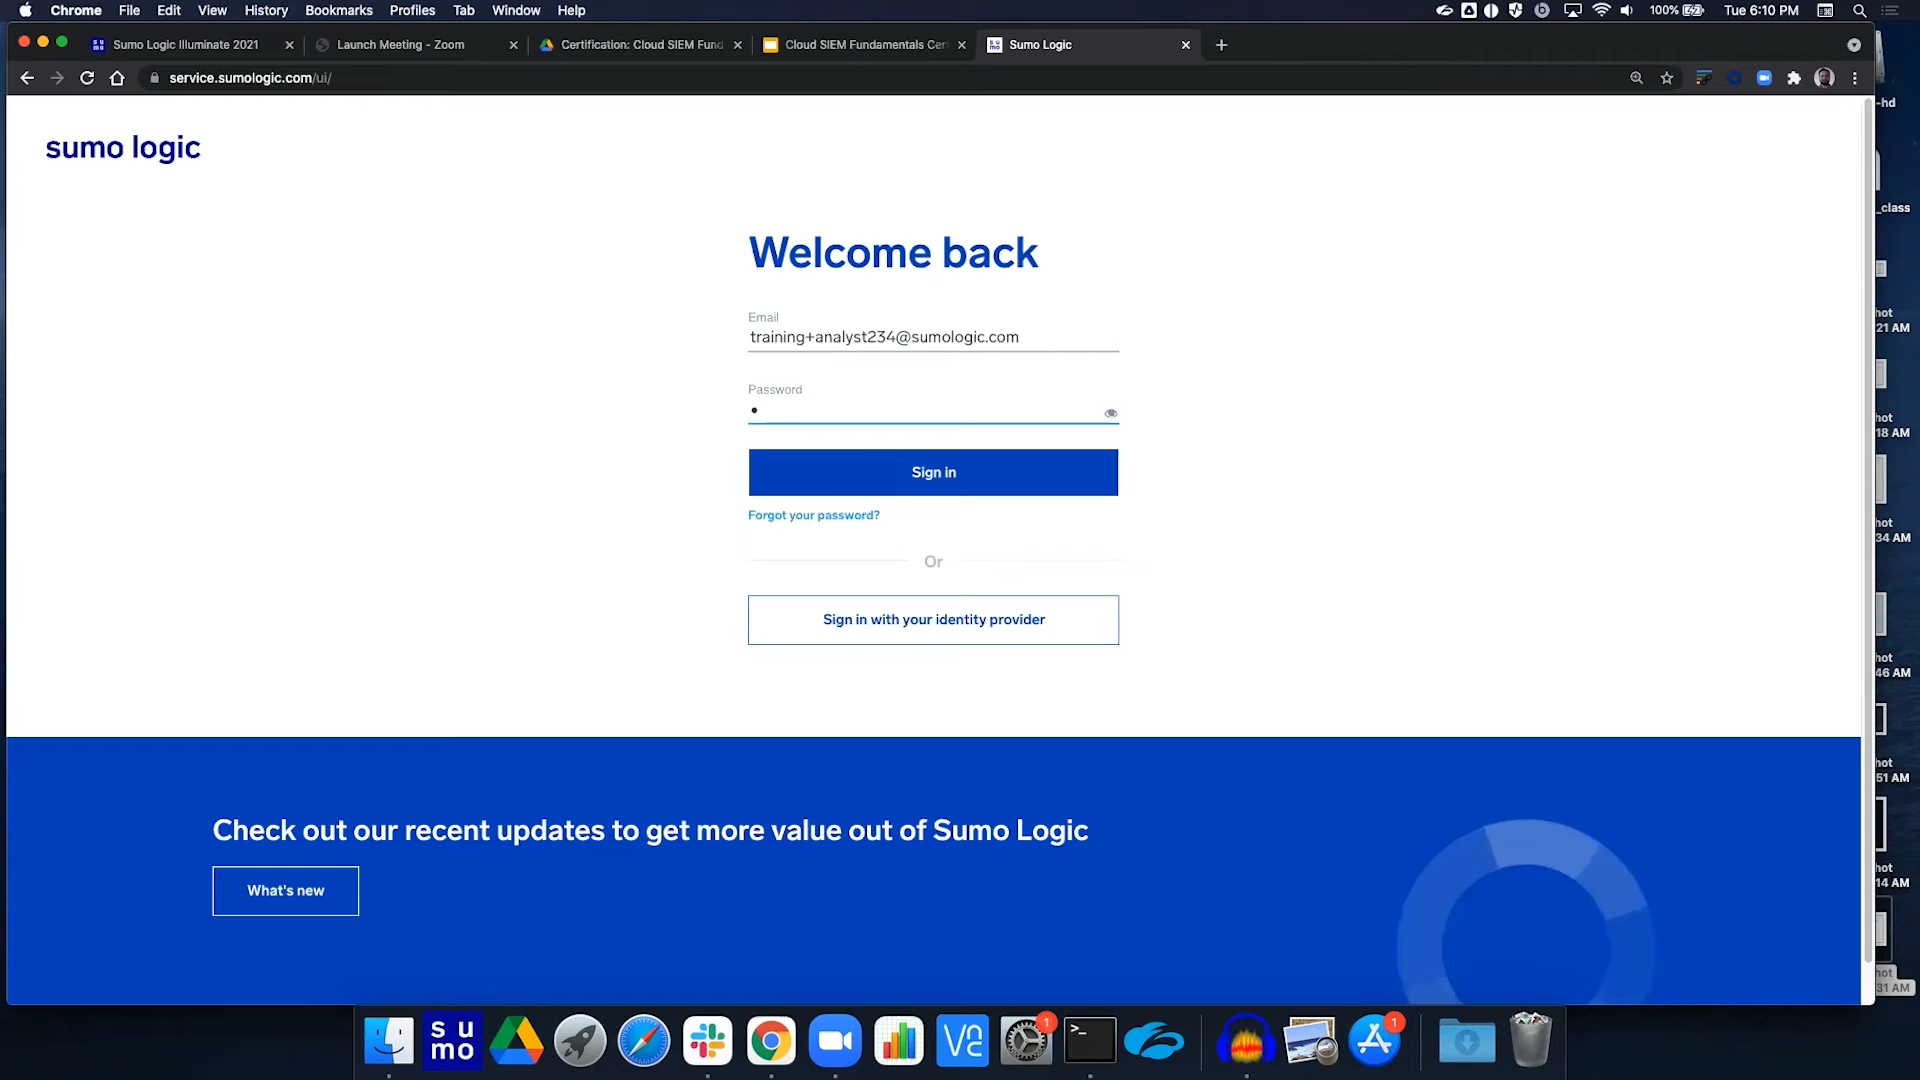 Chrome File Edit View History Bookmarks Profiles Tab Window Help 100% Tue 6:10 PM
Sumo Logic Illuminate 2021 Launch Meeting - Zoom Certification: Cloud SIEM Fund Cloud SIEM Fundamentals Cer Sumo Logic
service.sumologic.com/ui/
-hd
sumo logic
_class
Welcome back
Email
hot
21 AM
training+analyst234@sumologic.com
Password
hot
18 AM
Sign in
Forgot your password?
hot
34 AM
Or
Sign in with your identity provider
hot
46 AM
hot
51 AM
Check out our recent updates to get more value out of Sumo Logic
hot
14 AM
What's new
hot
31 AM
su
mo
1
1